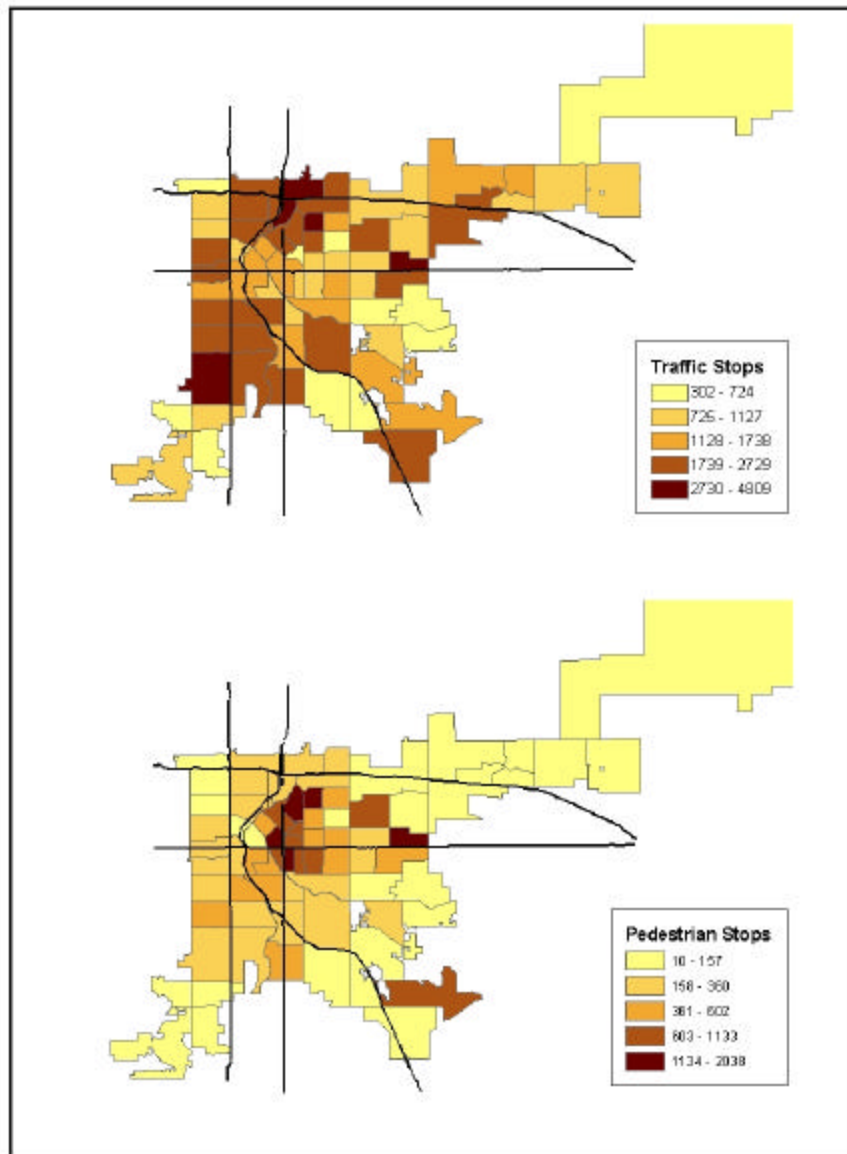 Traffic Stops
302 - 724
725 - 1127
1128 - 1738
1739 - 2729
2730 - 4809
Pedestrian Stops
10 - 157
158 - 360
361 - 602
603 - 1133
1134 - 2038